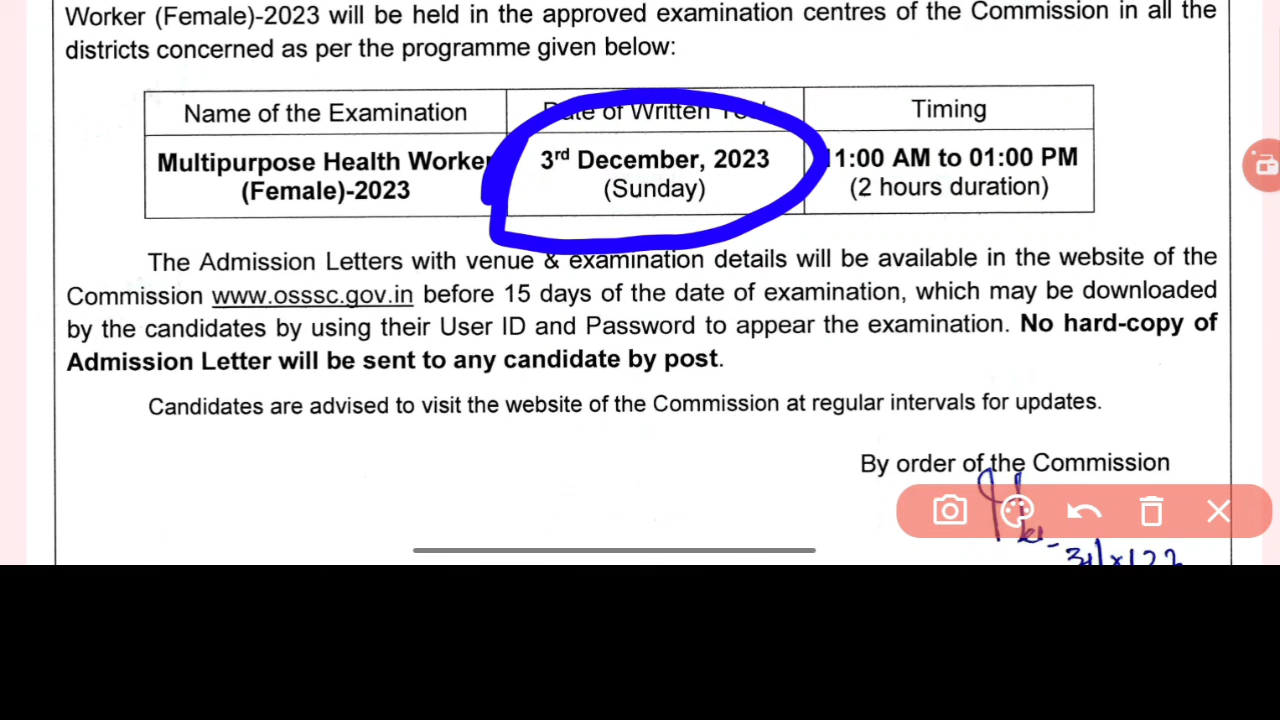 Worker (Female)-2023 will be held in the approved examination centres of the Commission in all the
districts concerned as per the programme given below:
Name of the Examination Date of Written Test Timing
Multipurpose Health Worker 3rd December, 2023 11:00 AM to 01:00 PM
(Female)-2023 (Sunday) (2 hours duration)
The Admission Letters with venue & examination details will be available in the website of the
Commission www.osssc.gov.in before 15 days of the date of examination, which may be downloaded
by the candidates by using their User ID and Password to appear the examination. No hard-copy of
Admission Letter will be sent to any candidate by post.
Candidates are advised to visit the website of the Commission at regular intervals for updates.
By order of the Commission